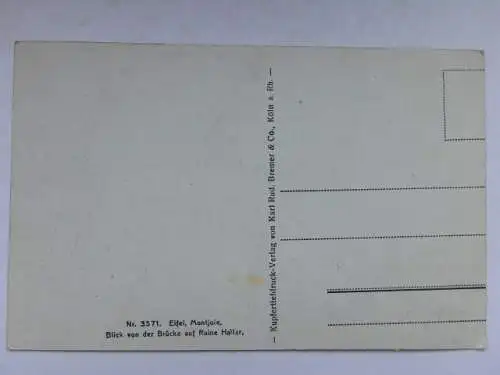 Nr. 3571. Eifel, Montjoie,
Blick von der Brücke auf Ruine Haller,
Kupfertiefdruck-Verlag von Karl Rud. Bremer & Co., Köln a. Rh.